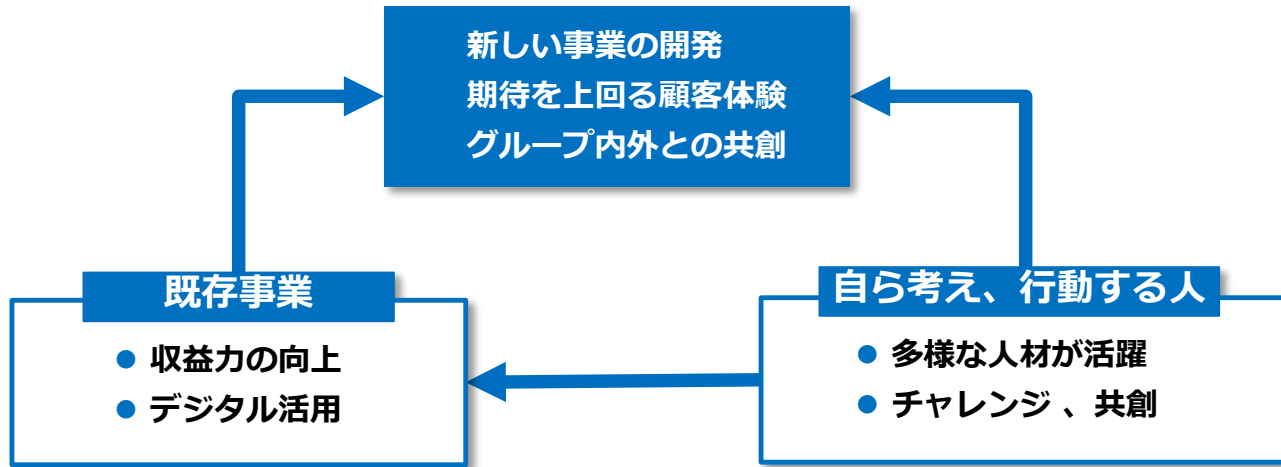 新しい事業の開発
期待を上回る顧客体験
グループ内外との共創
既存事業
● 収益力の向上
● デジタル活用
自ら考え、行動する人
● 多様な人材が活躍
● チャレンジ 、共創